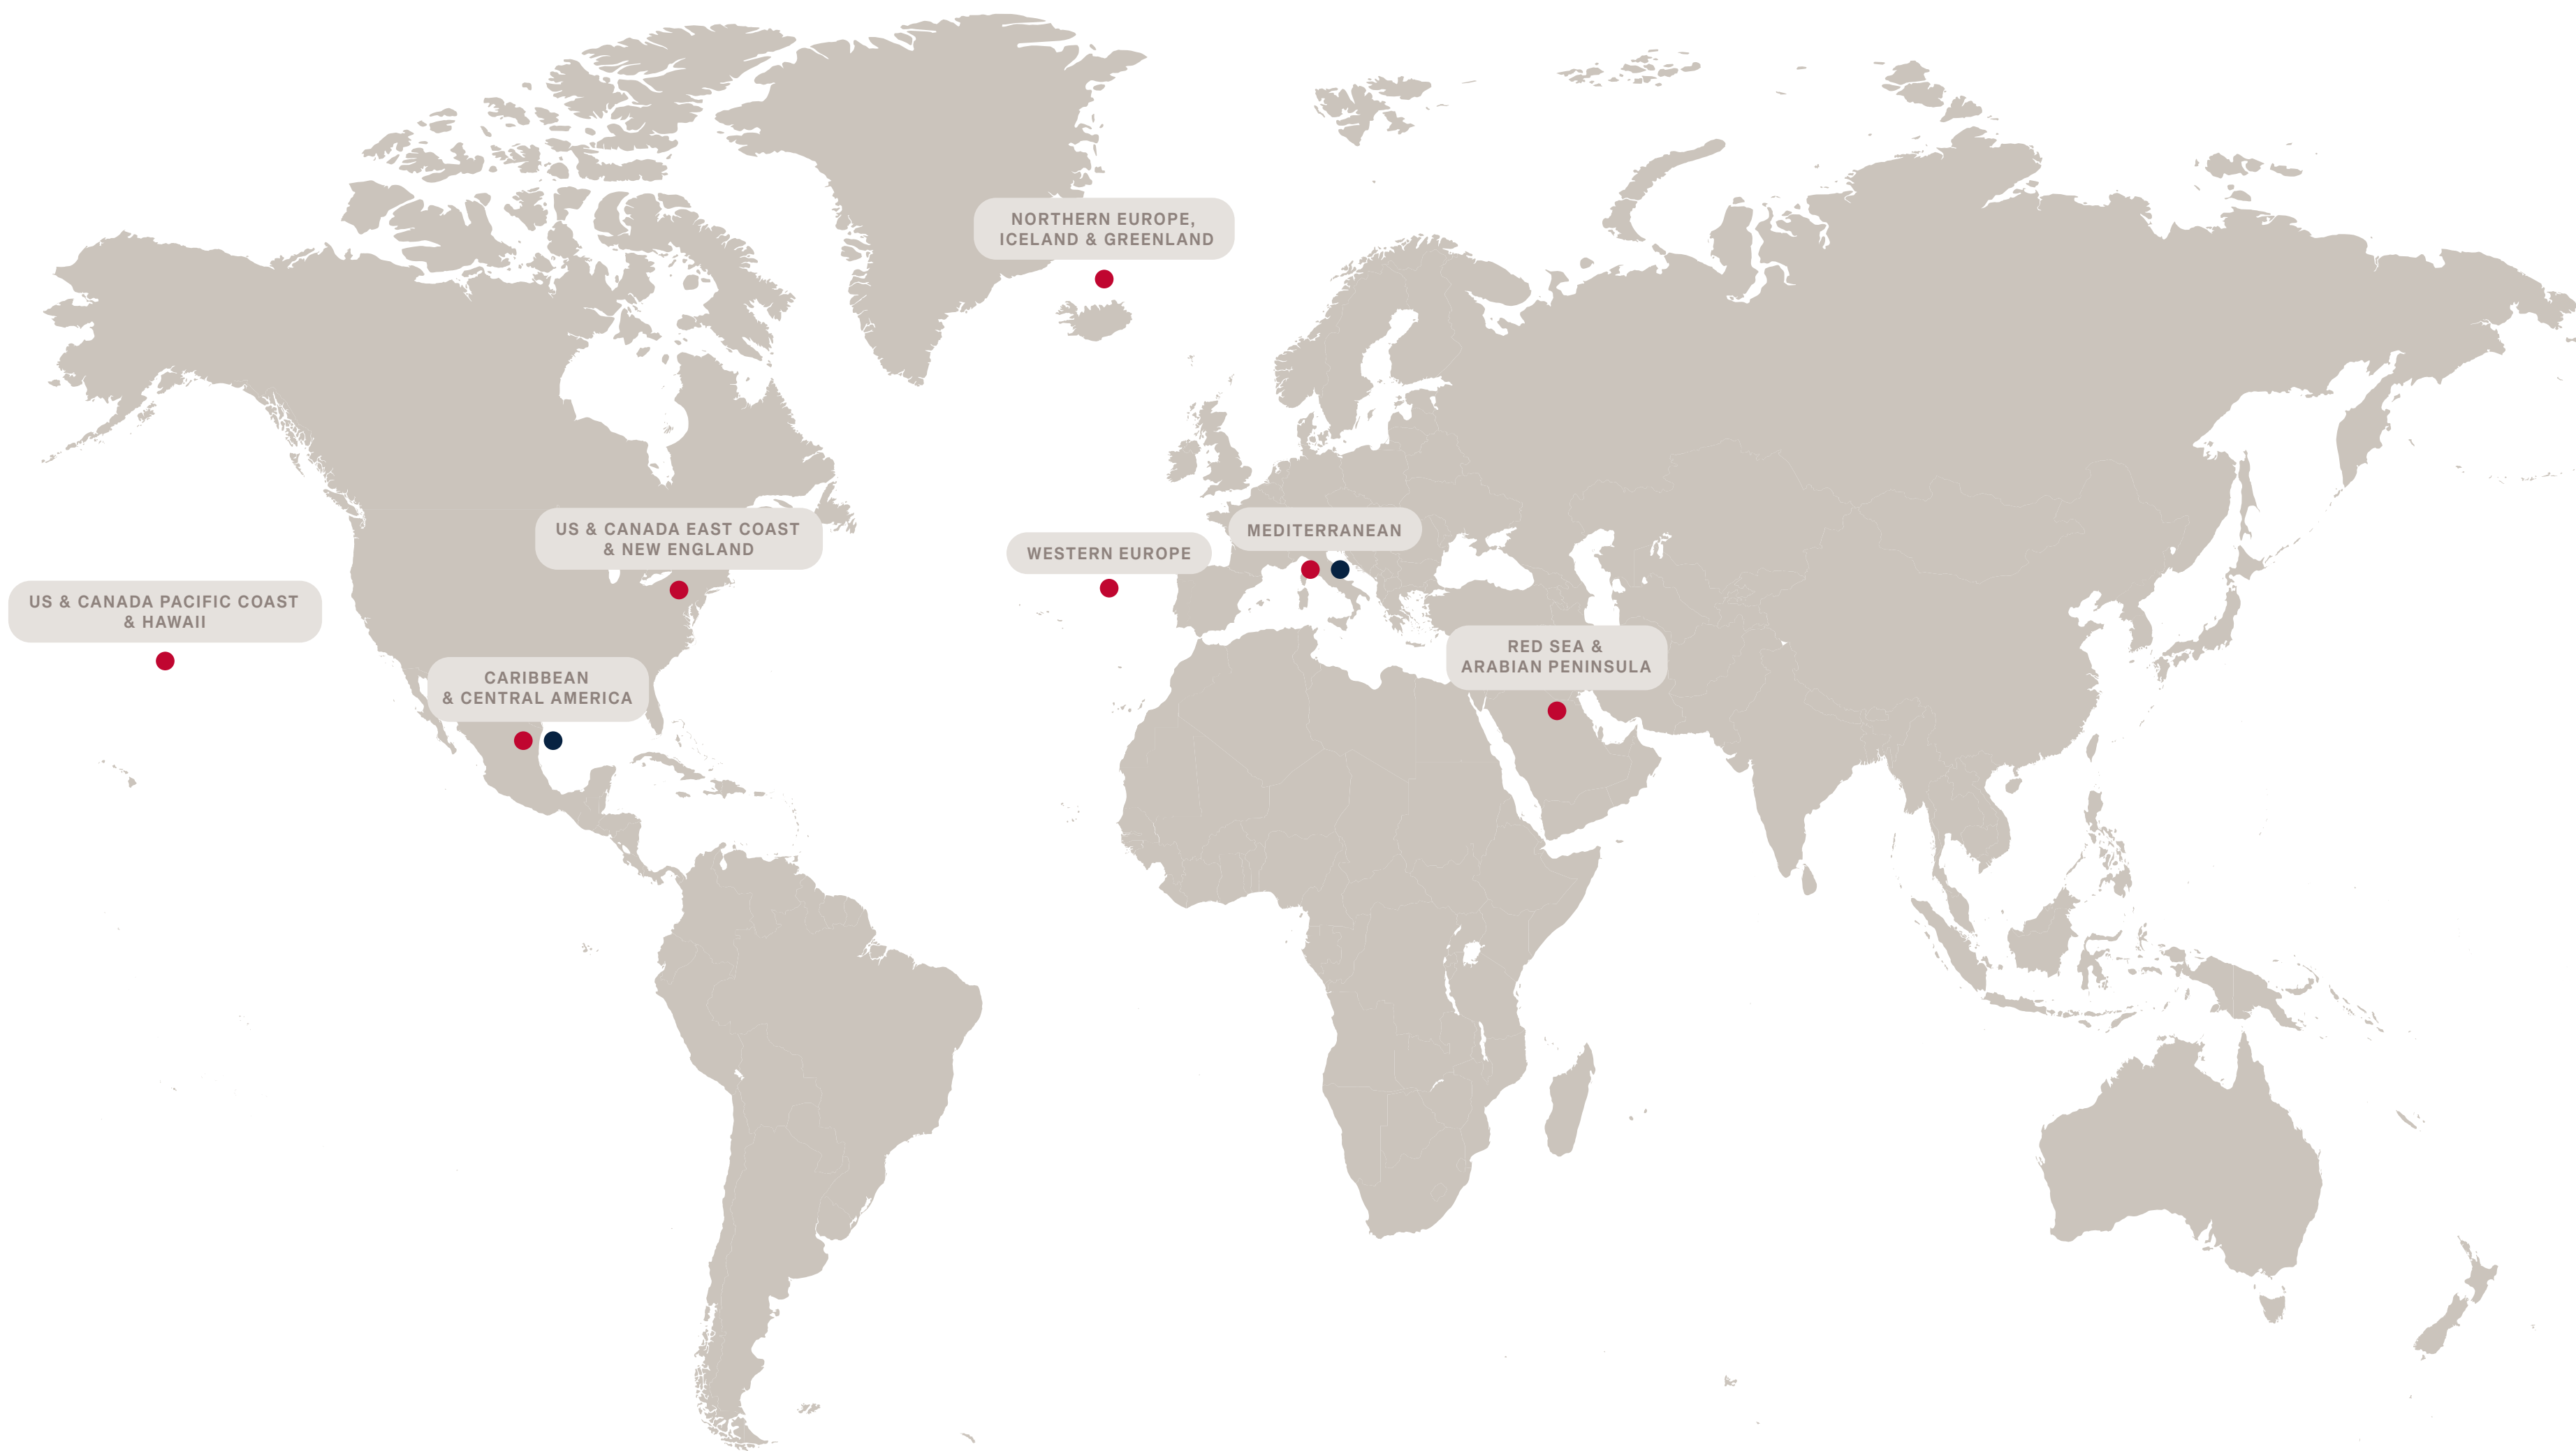 NORTHERN EUROPE,
ICELAND & GREENLAND
US & CANADA EAST COAST
& NEW ENGLAND
WESTERN EUROPE
MEDITERRANEAN
US & CANADA PACIFIC COAST
& HAWAII
CARIBBEAN
& CENTRAL AMERICA
RED SEA &
ARABIAN PENINSULA